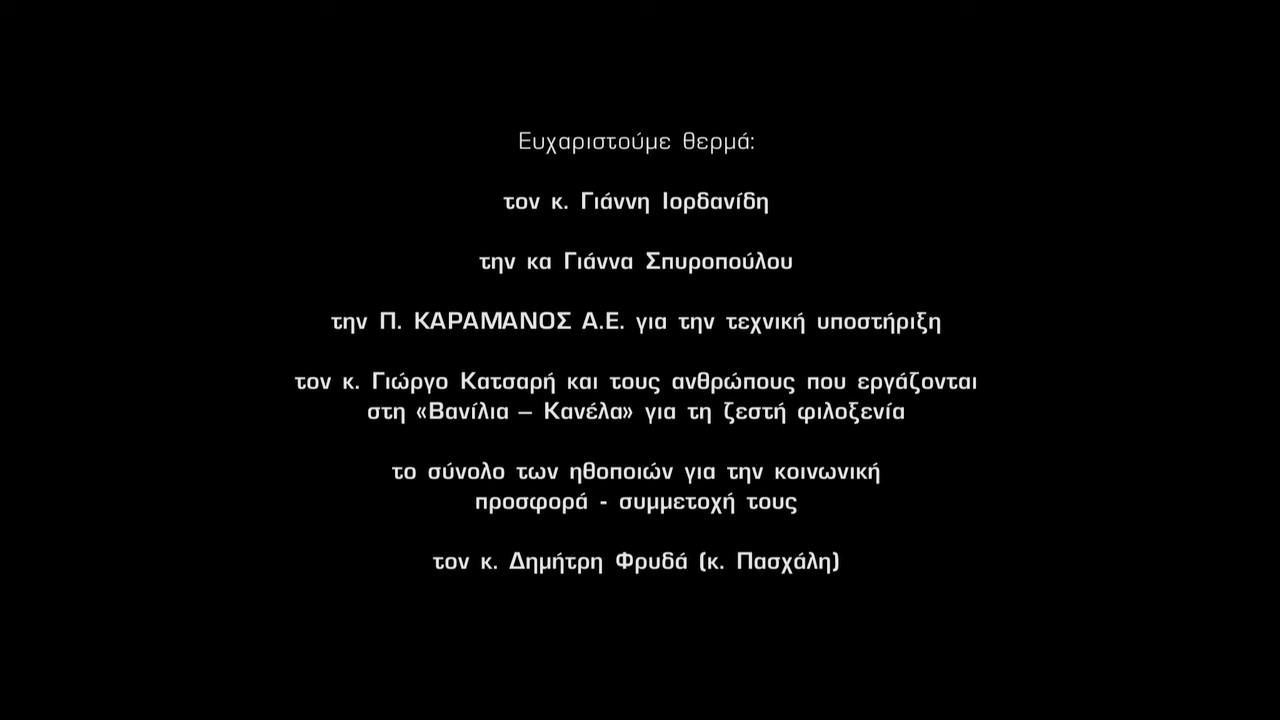 Ευχαριστούμε θερμά:
τον κ. Γιάννη Ιορδανίδη
την κα Γιάννα Σπυροπούλου
την Π. ΚΑΡΑΜΑΝΟΣ Α.Ε. για την τεχνική υποστήριξη
τον κ. Γιώργο Κατσαρή και τους ανθρώπους που εργάζονται
στη «Βανίλια – Κανέλα» για τη ζεστή φιλοξενία
το σύνολο των ηθοποιών για την κοινωνική
προσφορά - συμμετοχή τους
τον κ. Δημήτρη Φρυδά (κ. Πασχάλη)